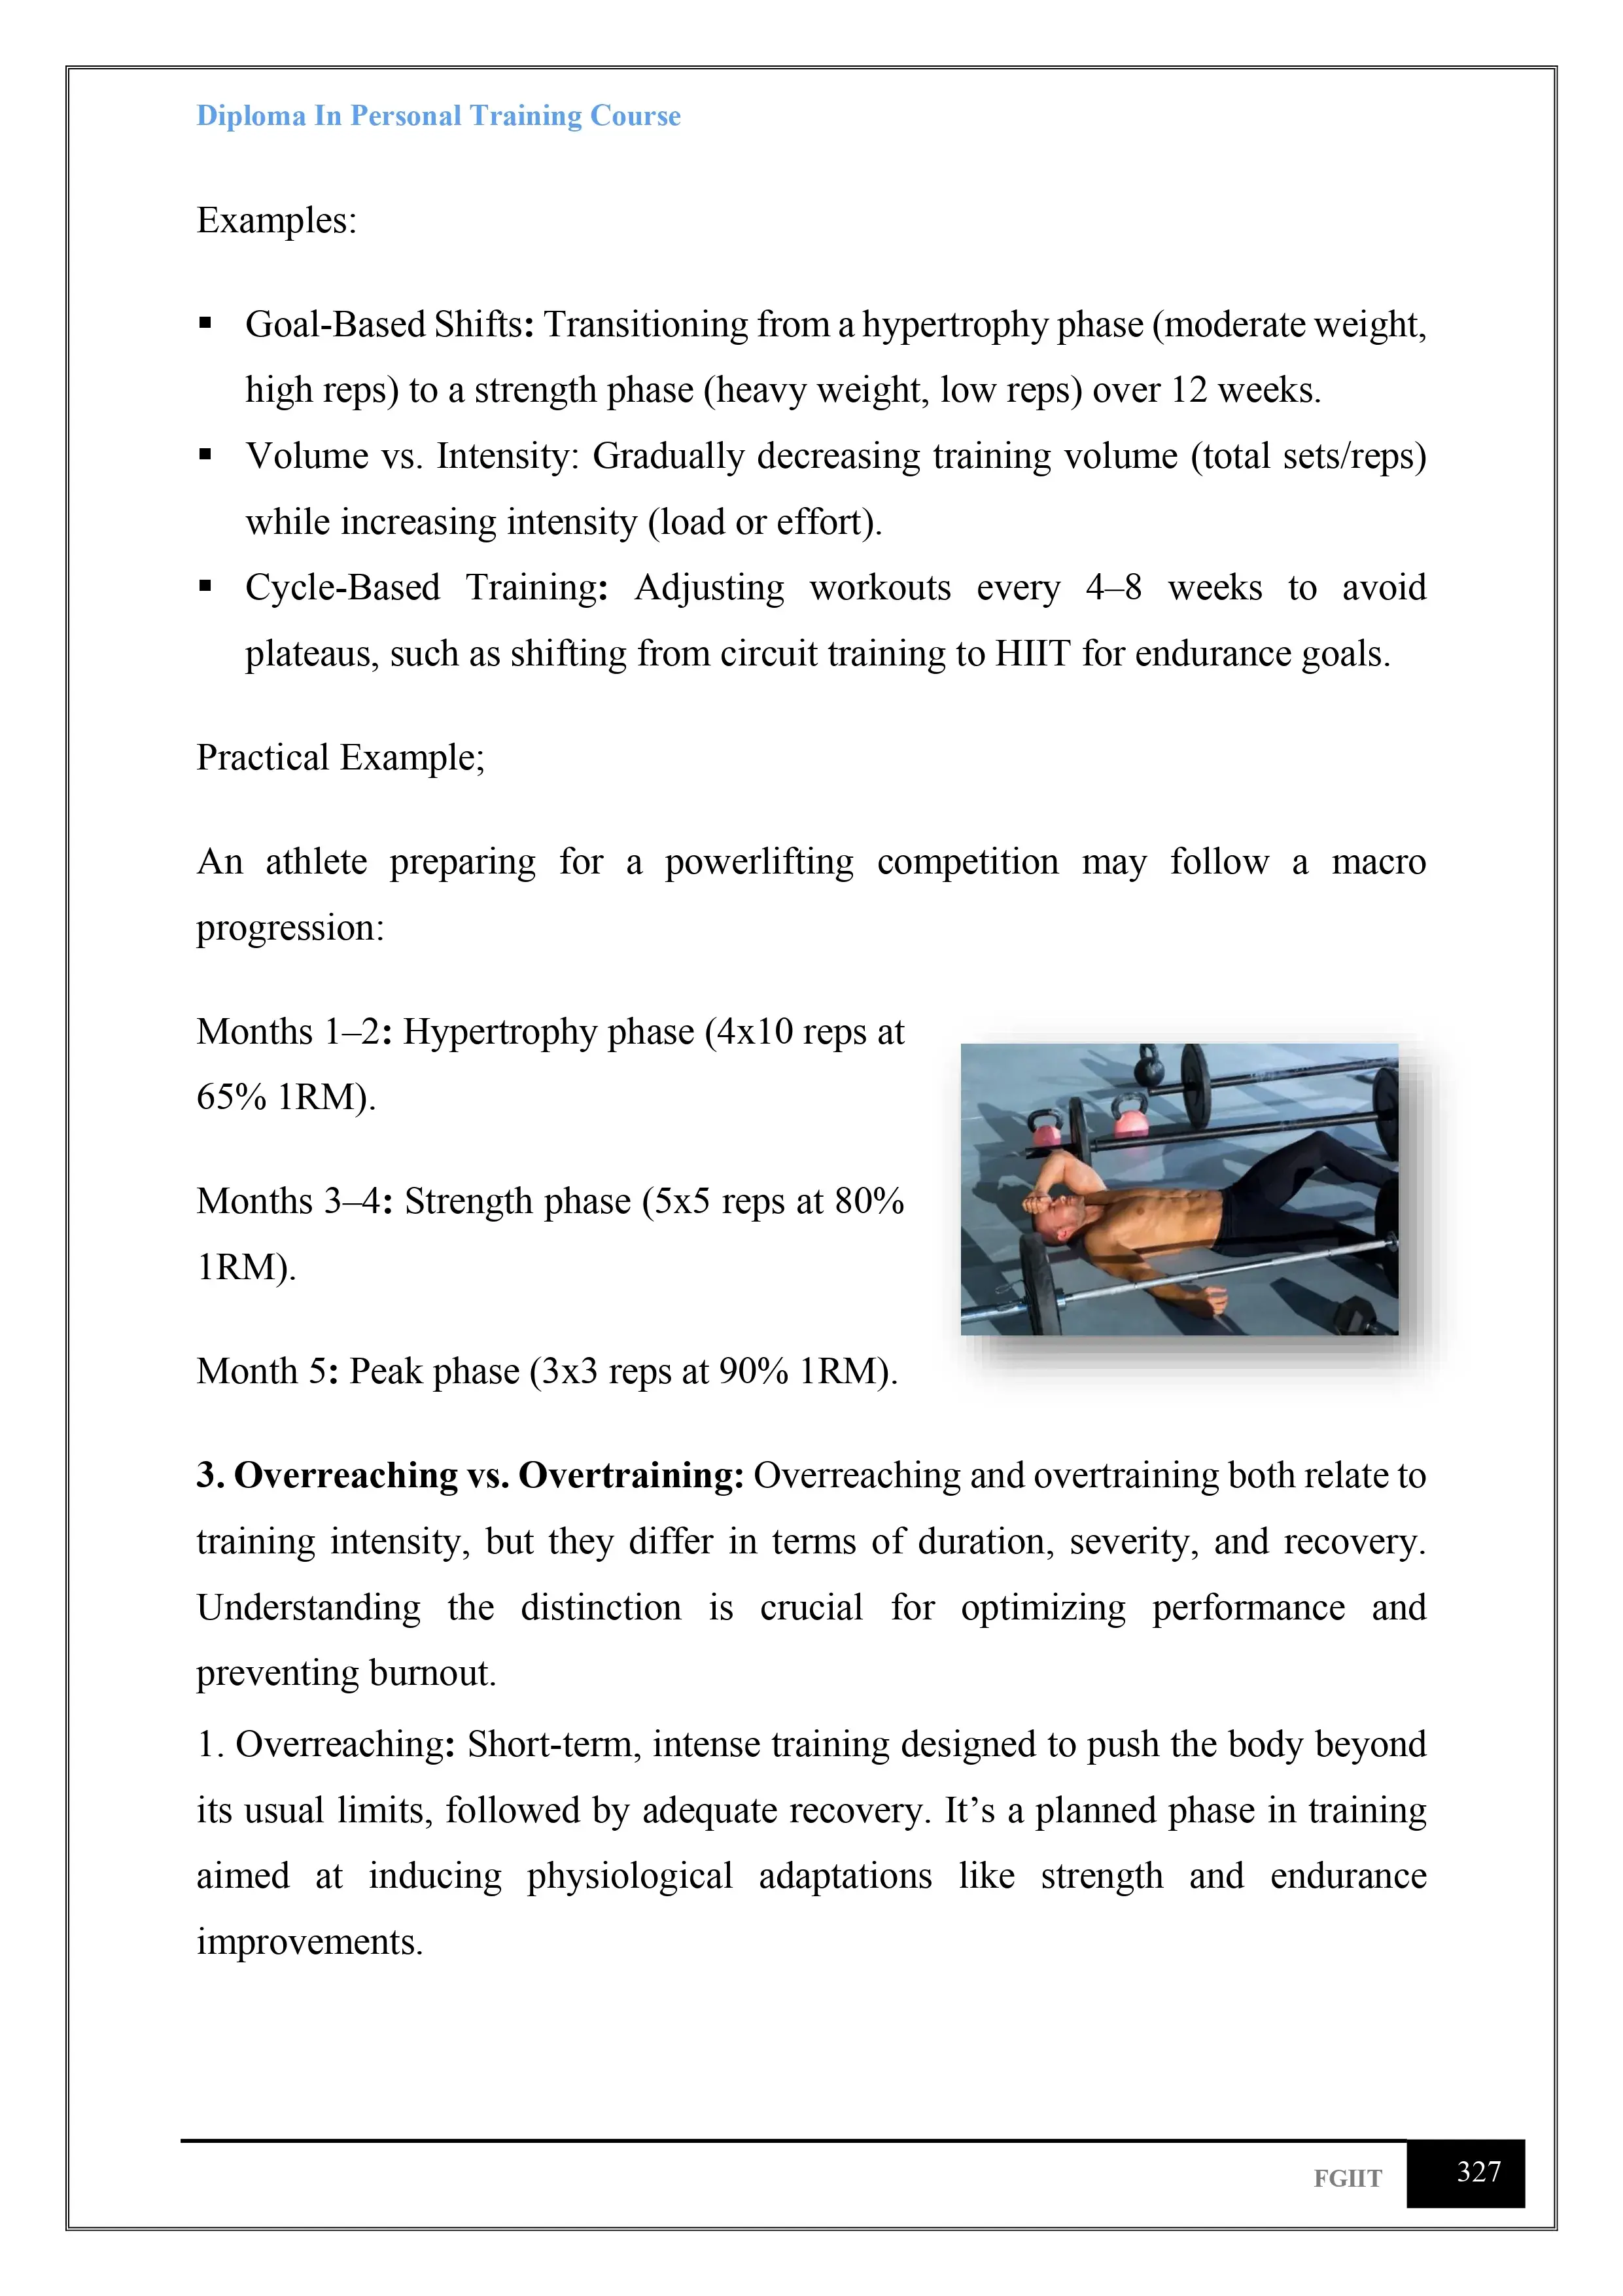 Diploma In Personal Training Course
Examples:
▪ Goal-Based Shifts: Transitioning from a hypertrophy phase (moderate weight,
high reps) to a strength phase (heavy weight, low reps) over 12 weeks.
▪ Volume vs. Intensity: Gradually decreasing training volume (total sets/reps)
while increasing intensity (load or effort).
▪ Cycle-Based Training: Adjusting workouts every 4–8 weeks to avoid
plateaus, such as shifting from circuit training to HIIT for endurance goals.
Practical Example;
An athlete preparing for a powerlifting competition may follow a macro
progression:
Months 1–2: Hypertrophy phase (4x10 reps at
65% 1RM).
Months 3–4: Strength phase (5x5 reps at 80%
1RM).
Month 5: Peak phase (3x3 reps at 90% 1RM).
3. Overreaching vs. Overtraining: Overreaching and overtraining both relate to
training intensity, but they differ in terms of duration, severity, and recovery.
Understanding the distinction is crucial for optimizing performance and
preventing burnout.
1. Overreaching: Short-term, intense training designed to push the body beyond
its usual limits, followed by adequate recovery. It’s a planned phase in training
aimed at inducing physiological adaptations like strength and endurance
improvements.
FGIIT 327